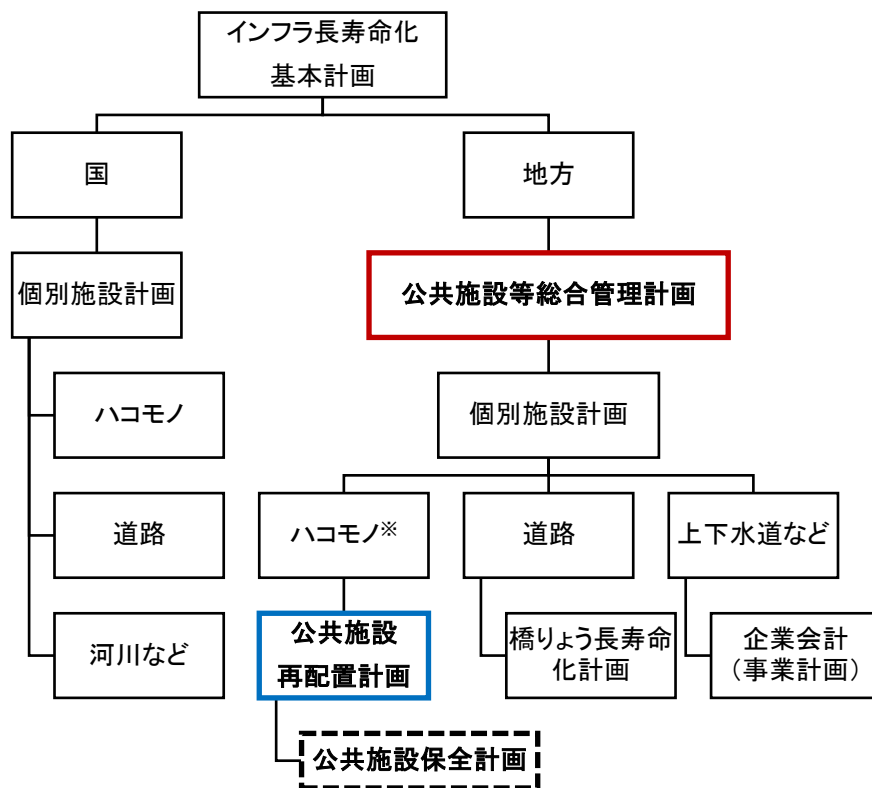 インフラ長寿命化
基本計画
国
地方
個別施設計画
公共施設等総合管理計画
ハコモノ
個別施設計画
道路
ハコモノ※
道路
上下水道など
河川など
公共施設
再配置計画
橋りょう長寿命
化計画
企業会計
（事業計画）
公共施設保全計画